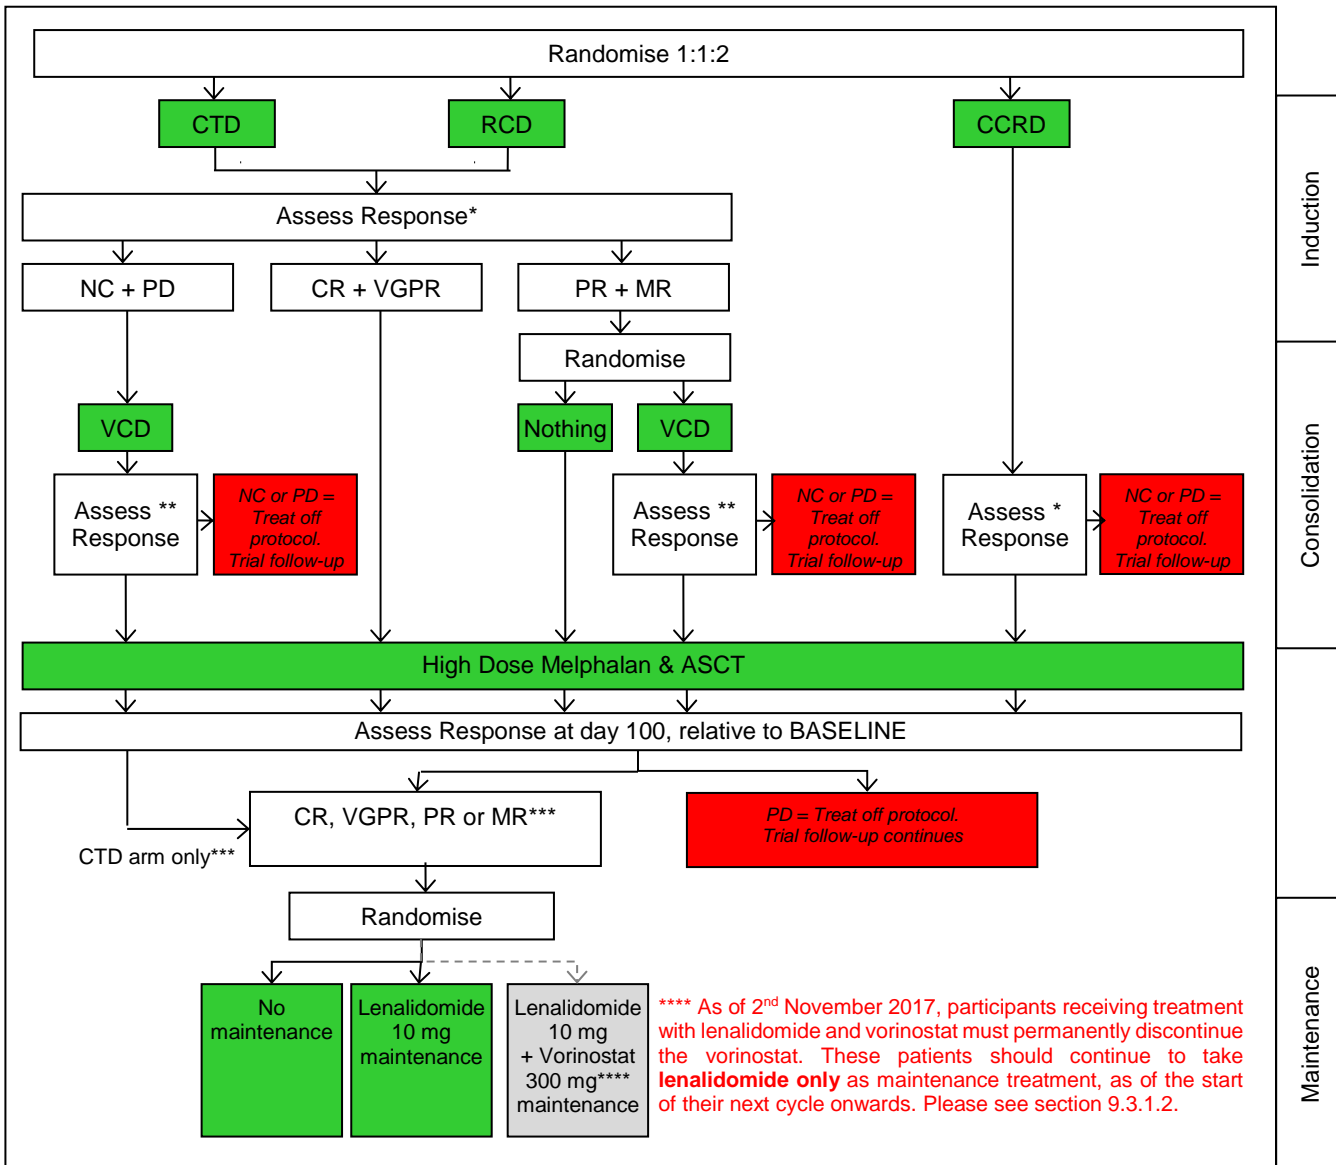 Randomise 1:1:2
CTD
RCD
CCRD
Assess Response*
NC + PD
CR + VGPR
PR + MR
Randomise
VCD
Nothing
VCD
Assess **
Response
NC or PD =
Treat off
protocol.
Trial follow-up
Assess **
Response
NC or PD =
Treat off
protocol.
Trial follow-up
Assess *
Response
NC or PD =
Treat off
protocol.
Trial follow-up
High Dose Melphalan & ASCT
Assess Response at day 100, relative to BASELINE
CR, VGPR, PR or MR***
CTD arm only***
PD = Treat off protocol.
Trial follow-up continues
Randomise
No
maintenance
Lenalidomide
10 mg
maintenance
Lenalidomide
10 mg
+ Vorinostat
300 mg****
maintenance
**** As of 2nd November 2017, participants receiving treatment
with lenalidomide and vorinostat must permanently discontinue
the vorinostat. These patients should continue to take
lenalidomide only as maintenance treatment, as of the start
of their next cycle onwards. Please see section 9.3.1.2.
Induction
Consolidation
Maintenance